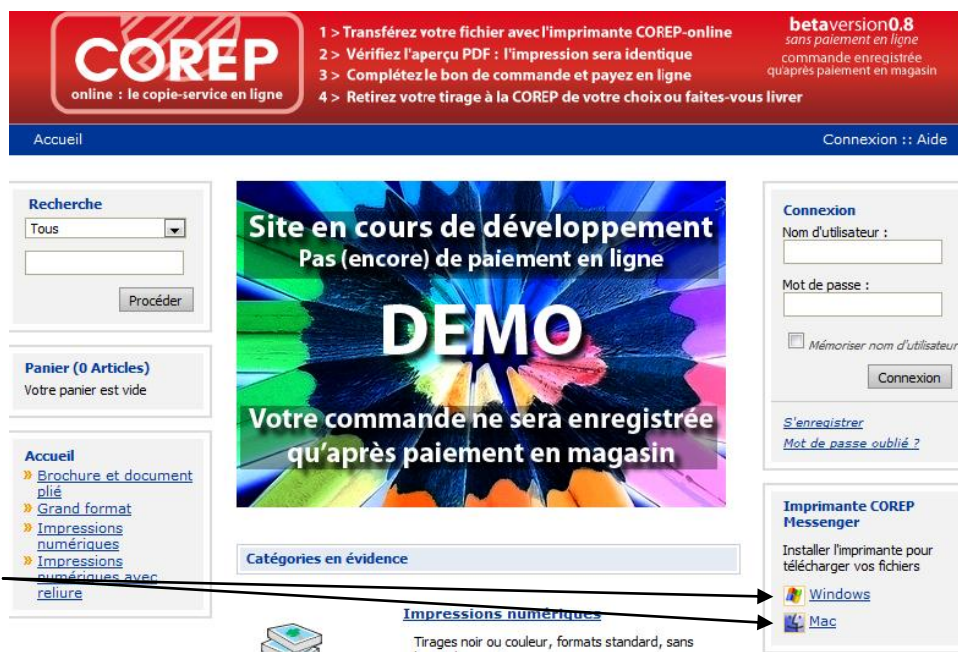 COREP
online : le copie-service en ligne
1 > Transférez votre fichier avec l'imprimante COREP-online
2 > Vérifiez l'aperçu PDF : l'impression sera identique
3 > Complétez le bon de commande et payez en ligne
4 > Retirez votre tirage à la COREP de votre choix ou faites-vous livrer
betaversion0.8
sans paiement en ligne
commande enregistrée
qu'après paiement en magasin
Accueil
Connexion :: Aide
Recherche
Tous
Procéder
Panier (0 Articles)
Votre panier est vide
Accueil
» Brochure et document
plié
» Grand format
» Impressions
numériques
» Impressions
numériques avec
reliure
Site en cours de développement
Pas (encore) de paiement en ligne
DEMO
Votre commande ne sera enregistrée
qu'après paiement en magasin
Catégories en évidence
Impressions numériques
Tirages noir ou couleur, formats standard, sans
Connexion
Nom d'utilisateur :
Mot de passe :
Mémoriser nom d'utilisateur
Connexion
S'enregistrer
Mot de passe oublié ?
Imprimante COREP
Messenger
Installer l'imprimante pour
télécharger vos fichiers
Windows
Mac